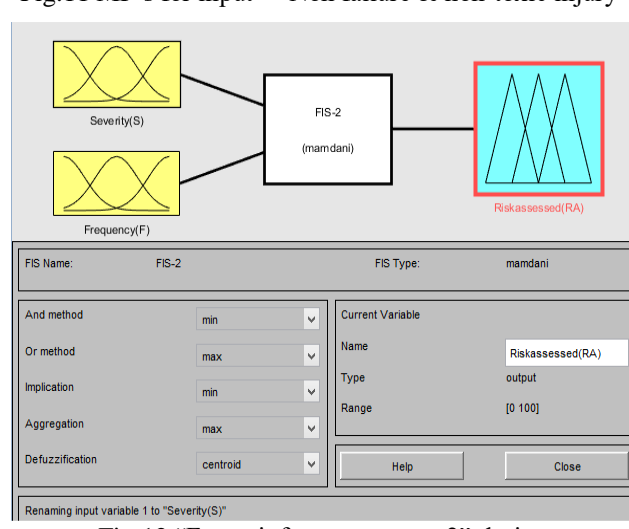 Severity(S)
FIS-2
(mamdani)
Frequency(F)
Riskassessed(RA)
FIS Name: FIS-2 FIS Type: mamdani
And method min
Or method max
Implication min
Aggregation max
Defuzzification centroid
Current Variable
Name Riskassessed(RA)
Type output
Range [0 100]
Help Close
Renaming input variable 1 to "Severity(S)"